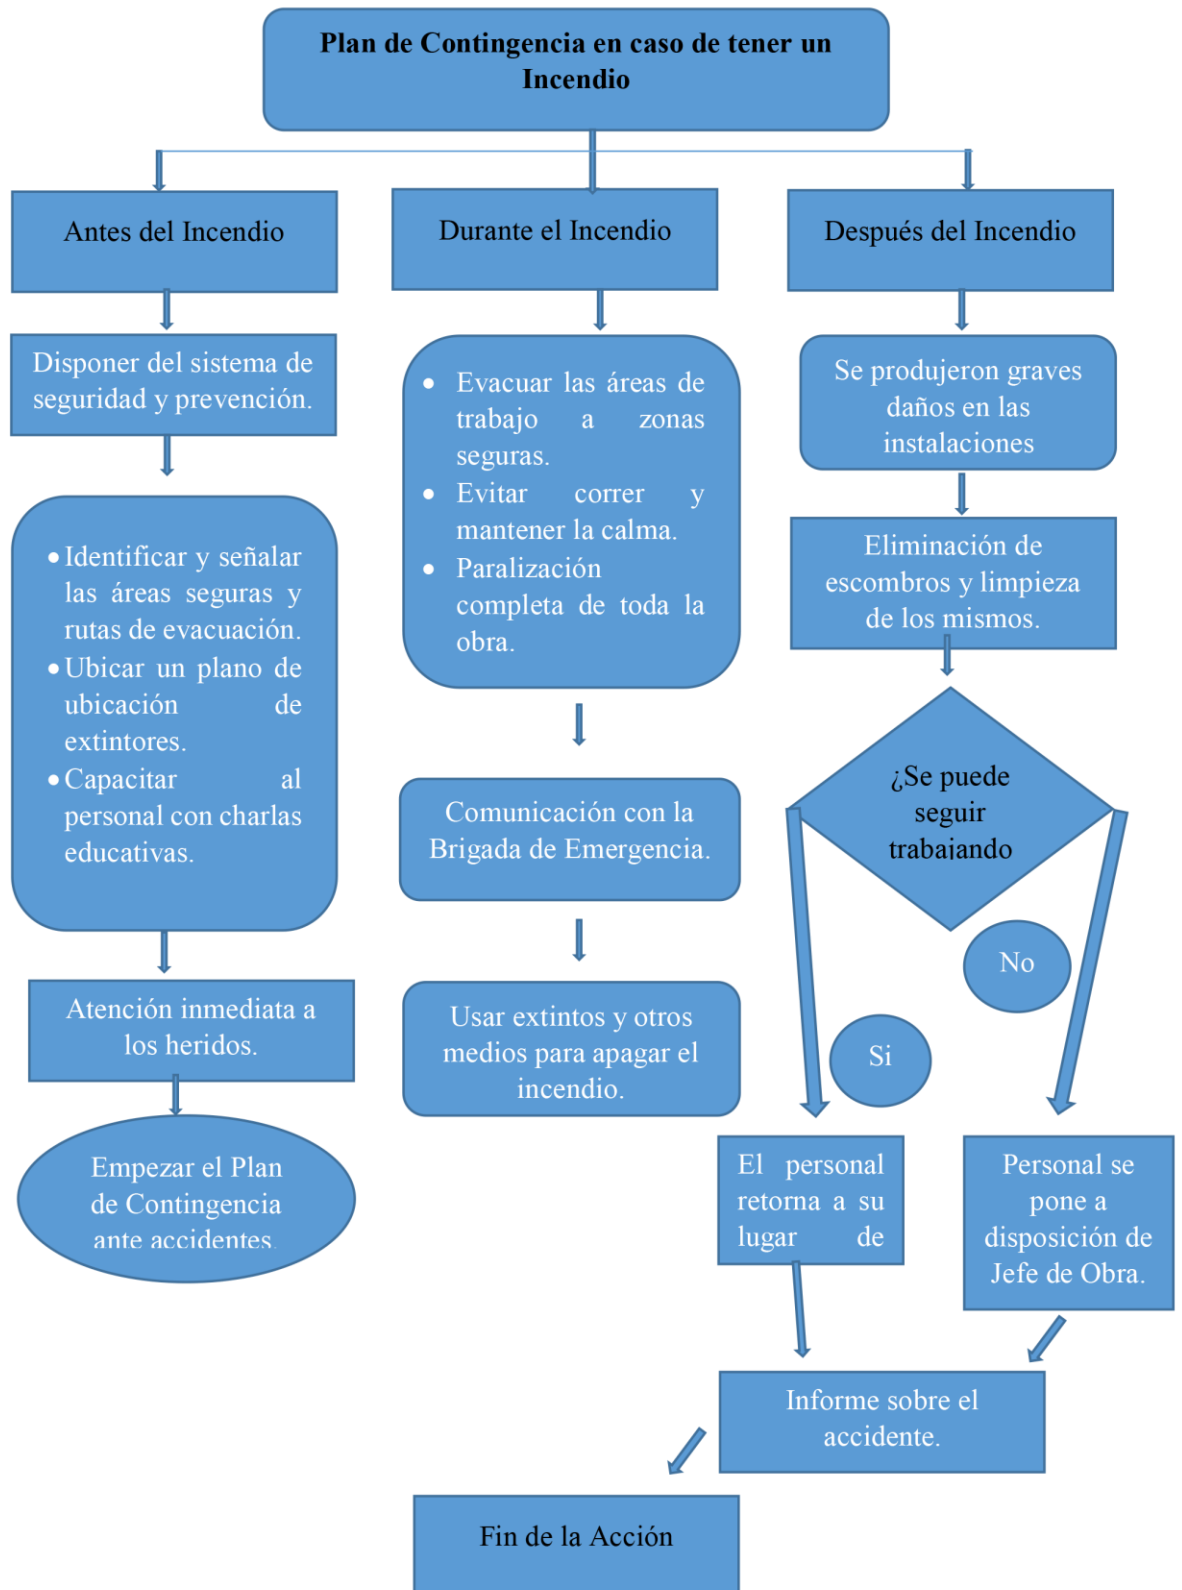 Plan de Contingencia en caso de tener un
Incendio
Antes del Incendio
Disponer del sistema de
seguridad y prevención.
• Identificar y señalar
las áreas seguras y
rutas de evacuación.
• Ubicar un plano de
ubicación de
extintores.
• Capacitar al
personal con charlas
educativas.
Atención inmediata a
los heridos.
Empezar el Plan
de Contingencia
ante accidentes.
Durante el Incendio
• Evacuar las áreas de
trabajo a zonas
seguras.
• Evitar correr y
mantener la calma.
• Paralización
completa de toda la
obra.
Comunicación con la
Brigada de Emergencia.
Usar extintos y otros
medios para apagar el
incendio.
Después del Incendio
Se produjeron graves
daños en las
instalaciones
Eliminación de
escombros y limpieza
de los mismos.
¿Se puede
seguir
trabajando
No
Si
El personal
retorna a su
lugar de
Personal se
pone a
disposición de
Jefe de Obra.
Informe sobre el
accidente.
Fin de la Acción